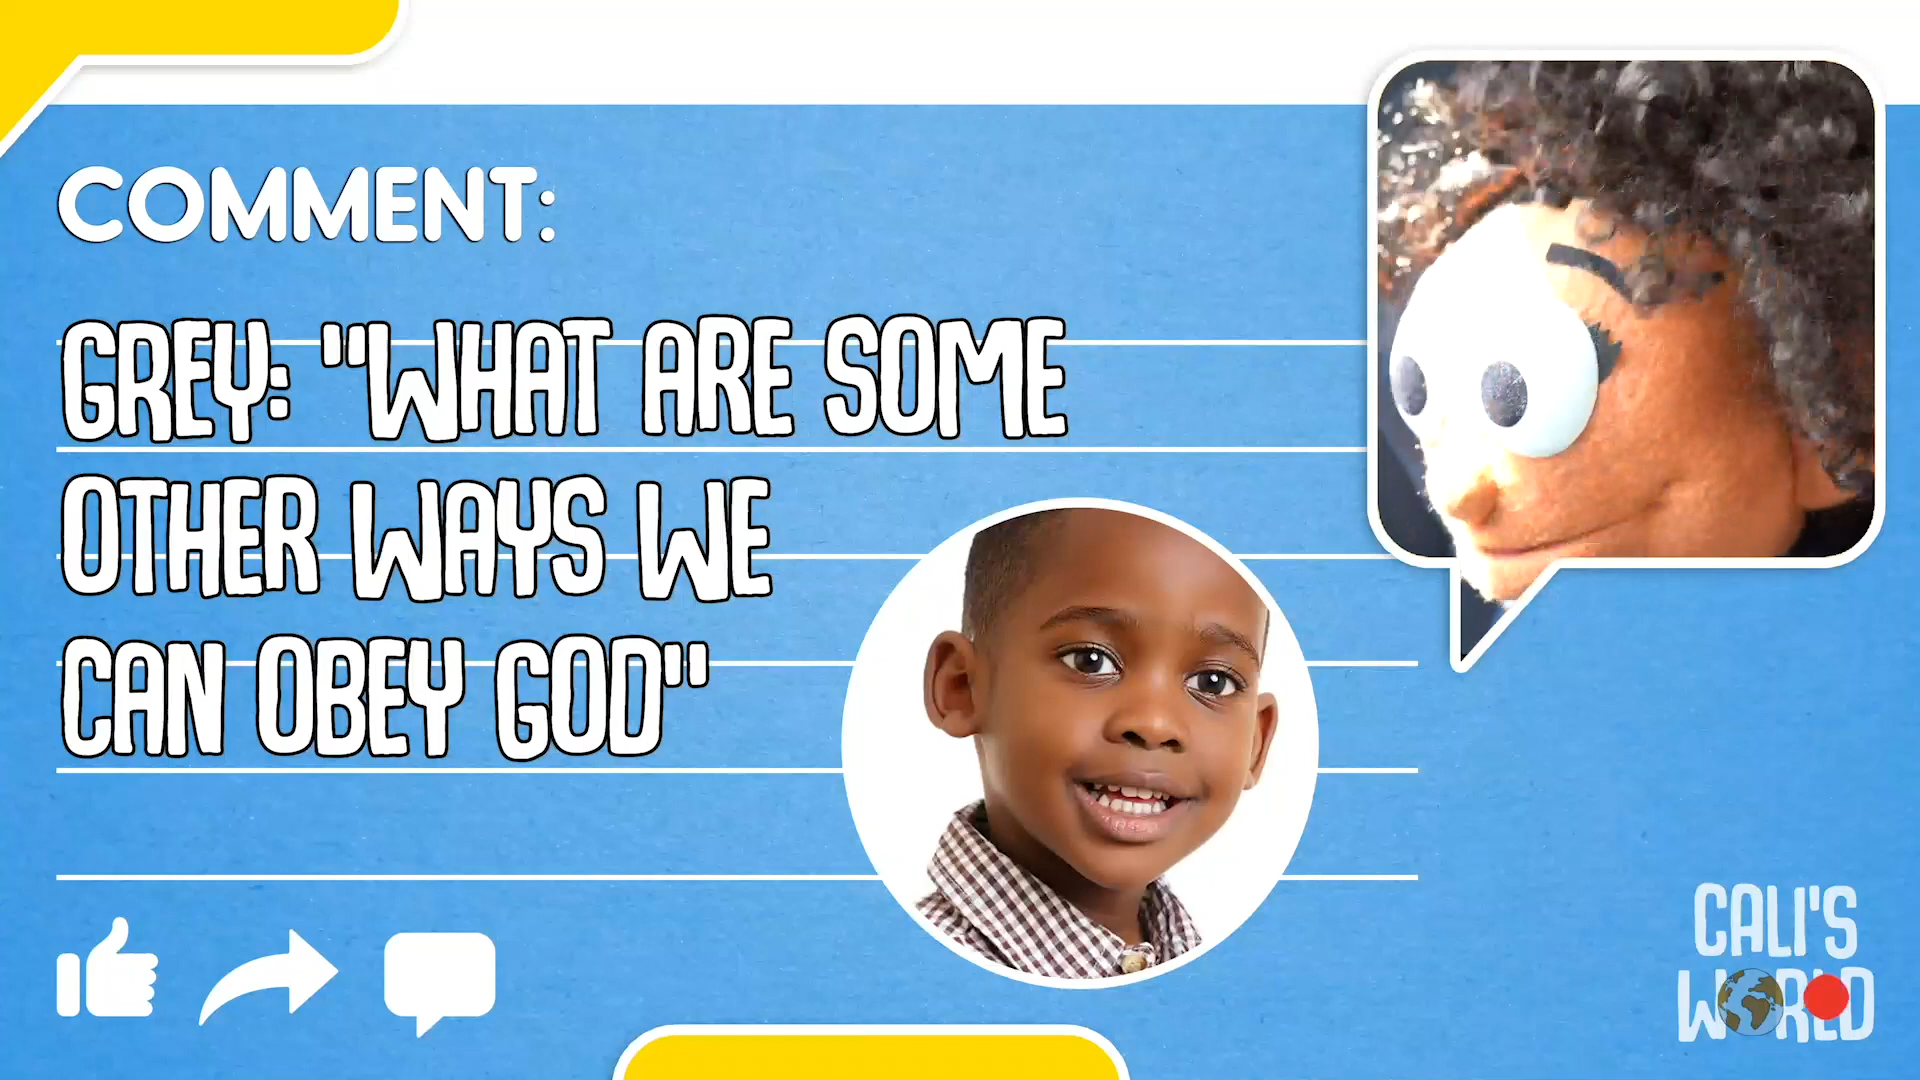 COMMENT:
GREY: "WHAT ARE SOME
OTHER WAYS WE
CAN OBEY GOD"
CALI'S
WORLD